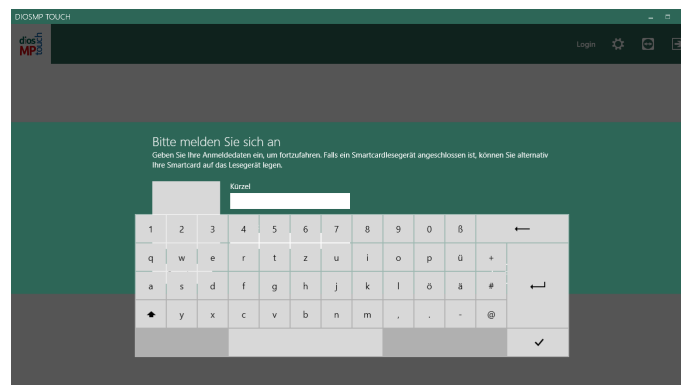 DIOSMP TOUCH
dios MP touch
Login
Bitte melden Sie sich an
Geben Sie Ihre Anmeldedaten ein, um fortzufahren. Falls ein Smartcardlesegerät angeschlossen ist, können Sie alternativ
Ihre Smartcard auf das Lesegerät legen.
Kürzel
1 2 3 4 5 6 7 8 9 0 ß
q w e r t z u i o p ü +
a s d f g h j k l ö ä #
y x c v b n m , . - @